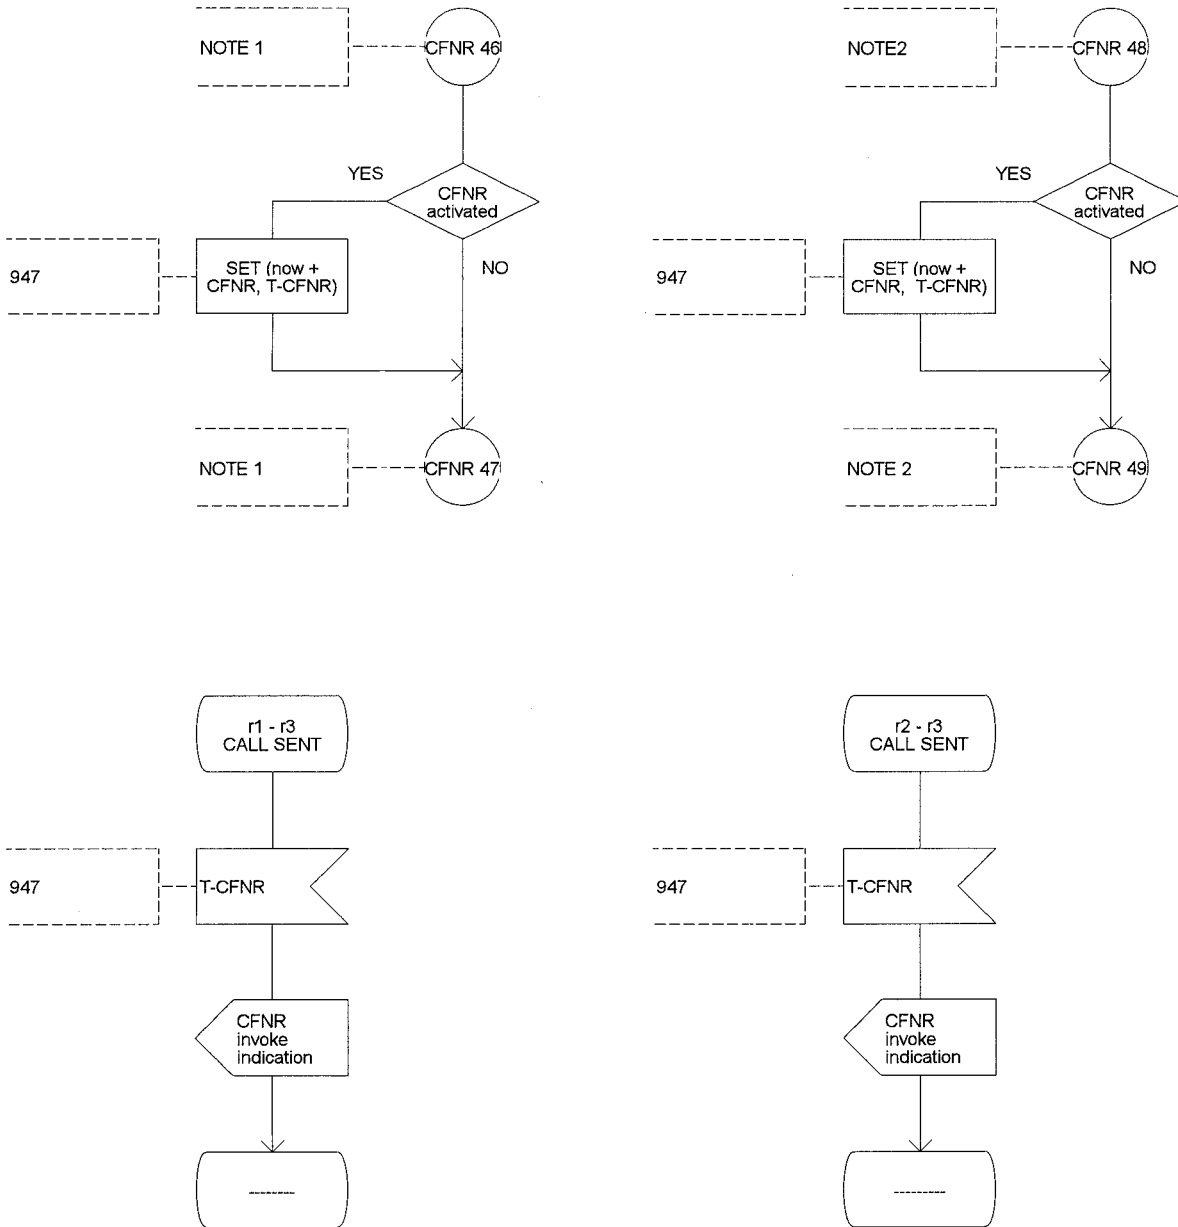 NOTE 1
CFNR 46
NOTE2
CFNR 48
YES
CFNR
activated
YES
CFNR
activated
947
SET (now +
CFNR, T-CFNR)
NO
947
SET (now +
CFNR, T-CFNR)
NO
NOTE 1
CFNR 47
NOTE 2
CFNR 49
r1 - r3
CALL SENT
r2 - r3
CALL SENT
947
T-CFNR
947
T-CFNR
CFNR
invoke
indication
CFNR
invoke
indication
---------
---------